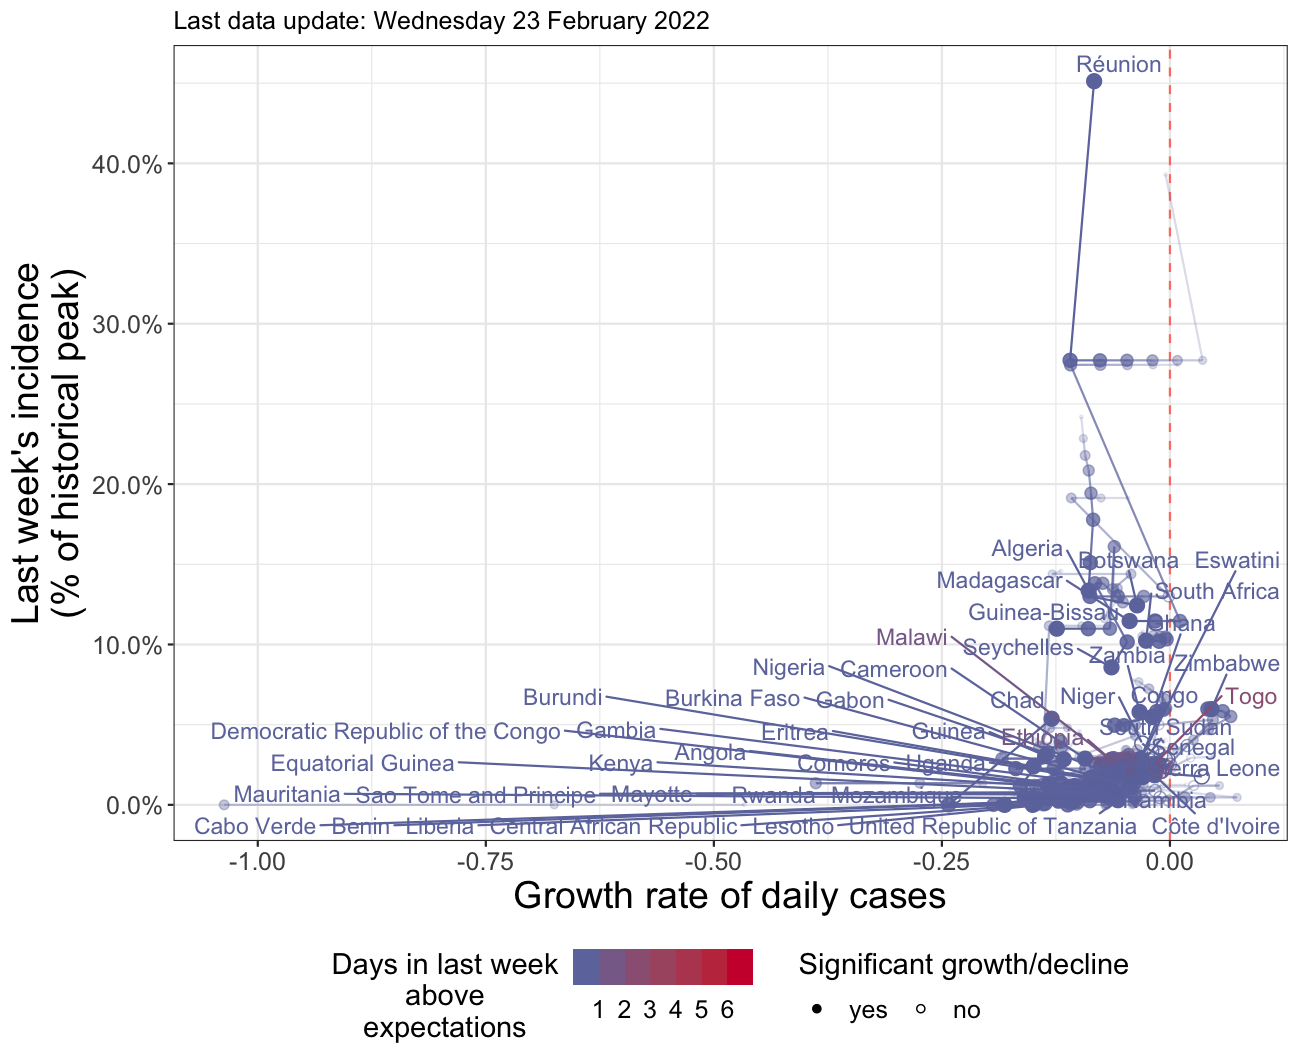 Last data update: Wednesday 23 February 2022
Last week's incidence
(% of historical peak)
40.0%
30.0%
20.0%
10.0%
0.0%
Réunion
Algeria
Botswana
Eswatini
Madagascar
South Africa
Guinea-Bissau
Ghana
Malawi
Seychelles
Zambia
Zimbabwe
Nigeria
Cameroon
Burundi
Burkina Faso
Gabon
Chad
Niger
Congo
Togo
Democratic Republic of the Congo
Gambia
Eritrea
Guinea
Ethiopia
South Sudan
Angola
Senegal
Equatorial Guinea
Kenya
Comoros
Uganda
Leone
Mauritania
Sao Tome and Principe
Mayotte
Rwanda
Mozambique
Cabo Verde
Benin
Liberia
Central African Republic
Lesotho
United Republic of Tanzania
Côte d'Ivoire
-1.00
-0.75
-0.50
-0.25
0.00
Growth rate of daily cases
Days in last week
above
expectations
1 2 3 4 5 6
Significant growth/decline
yes
no